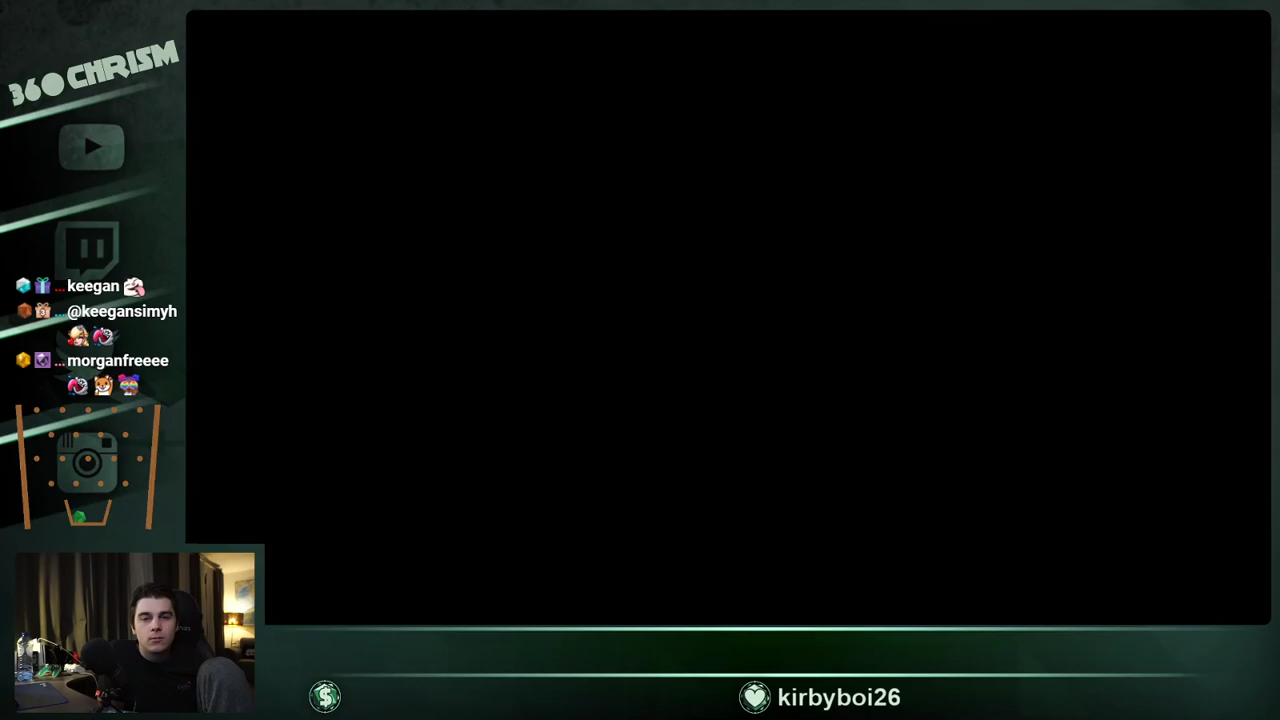 360 CHRISM
...keegan
...@keegansimyh
...morganfreeee
kirbyboi26